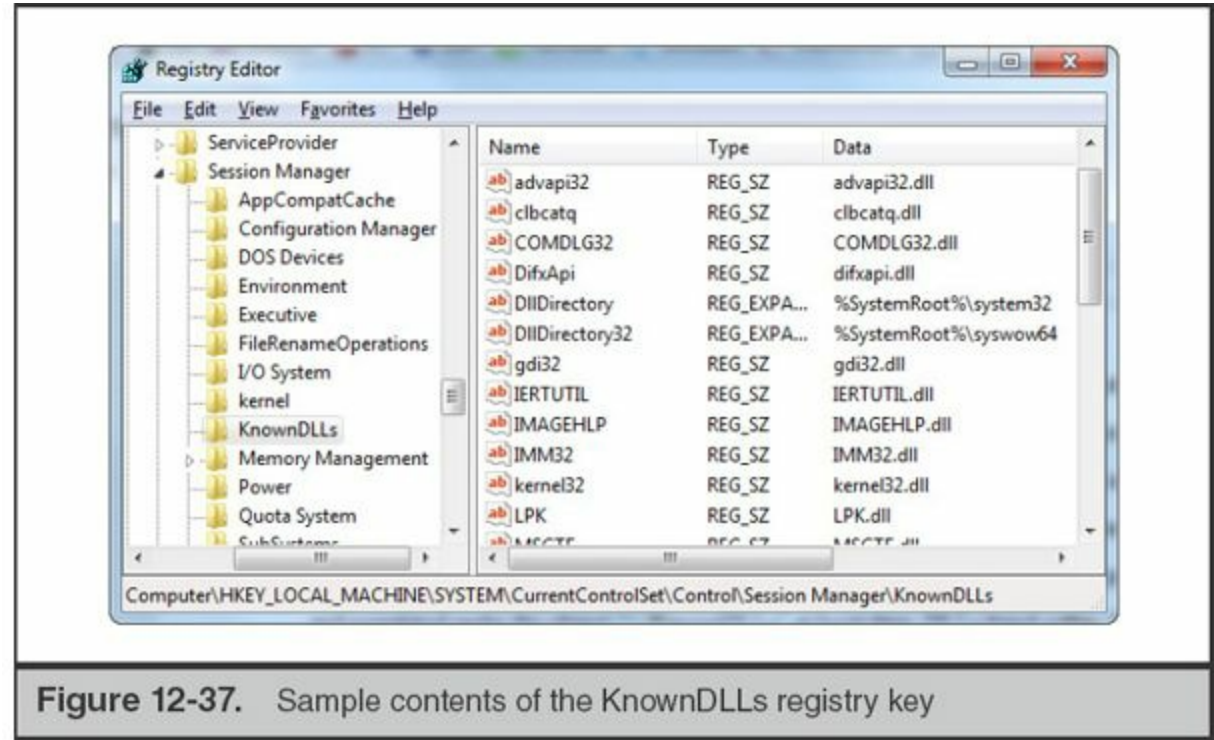 Registry Editor
File Edit View Favorites Help
ServiceProvider
Session Manager
AppCompatCache
Configuration Manager
DOS Devices
Environment
Executive
FileRenameOperations
I/O System
kernel
KnownDLLs
Memory Management
Power
Quota System
SubSystems
Name Type Data
advapi32 REG_SZ advapi32.dll
clbcatq REG_SZ clbcatq.dll
COMDLG32 REG_SZ COMDLG32.dll
DifxApi REG_SZ difxapi.dll
DllDirectory REG_EXPA... %SystemRoot%\system32
DllDirectory32 REG_EXPA... %SystemRoot%\syswow64
gdi32 REG_SZ gdi32.dll
IERTUTIL REG_SZ IERTUTIL.dll
IMAGEHLP REG_SZ IMAGEHLP.dll
IMM32 REG_SZ IMM32.dll
kernel32 REG_SZ kernel32.dll
LPK REG_SZ LPK.dll
MSCTF REG_SZ MSCTF.dll
Computer\HKEY_LOCAL_MACHINE\SYSTEM\CurrentControlSet\Control\Session Manager\KnownDLLs
Figure 12-37. Sample contents of the KnownDLLs registry key